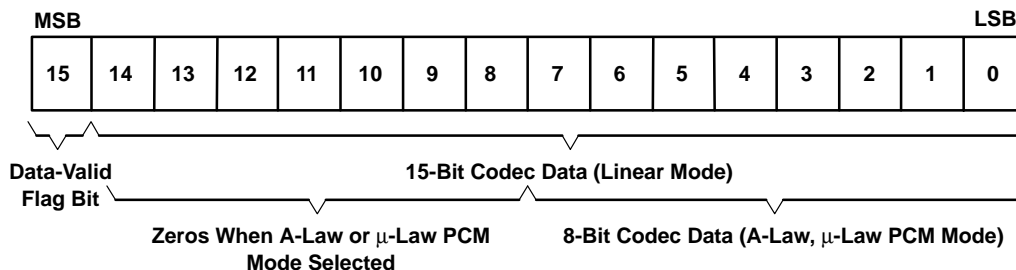 MSB LSB
15 14 13 12 11 10 9 8 7 6 5 4 3 2 1 0
Data-Valid
Flag Bit
15-Bit Codec Data (Linear Mode)
Zeros When A-Law or μ-Law PCM
Mode Selected
8-Bit Codec Data (A-Law, μ-Law PCM Mode)